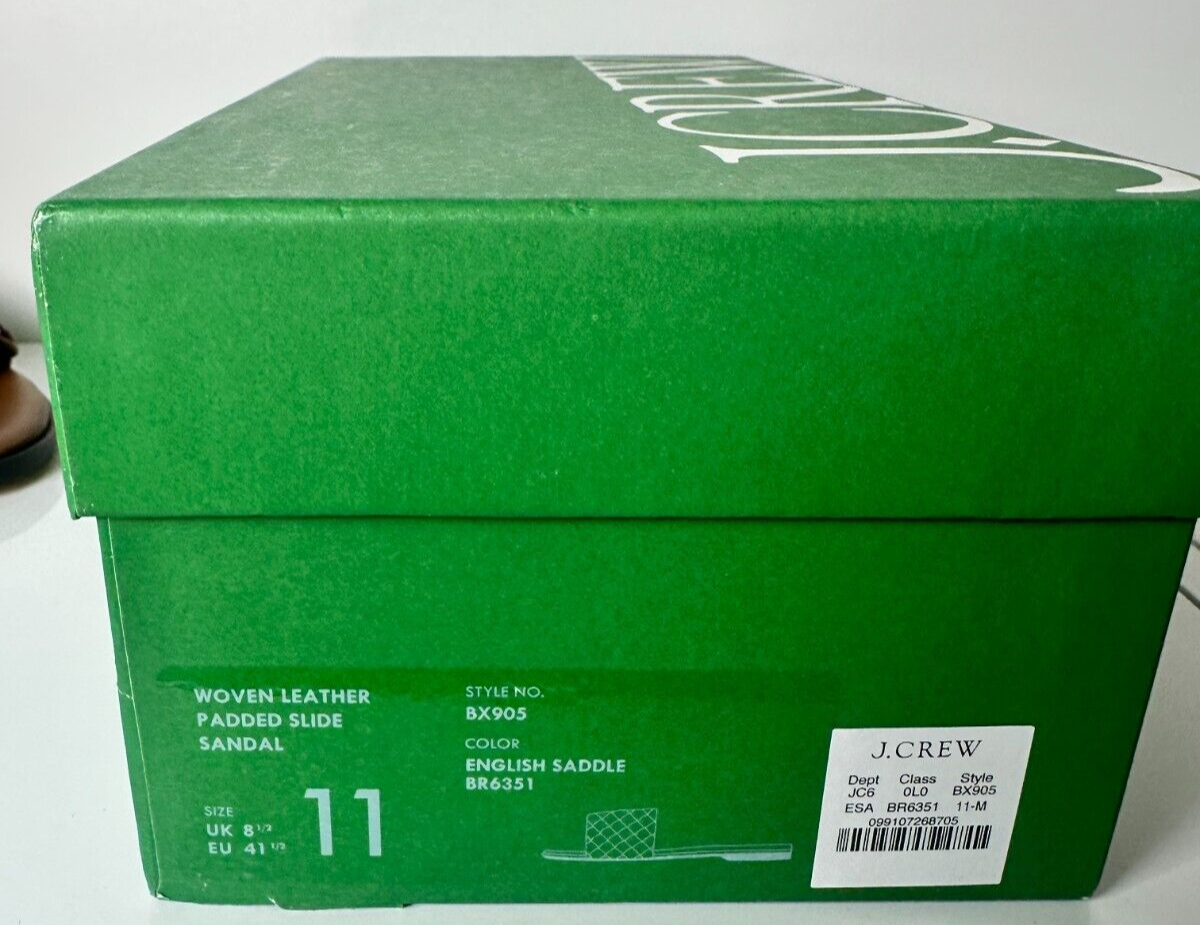 J.CREW
WOVEN LEATHER
PADDED SLIDE
SANDAL
SIZE
UK 8 1/2
EU 41 1/2
11
STYLE NO.
BX905
COLOR
ENGLISH SADDLE
BR6351
J.CREW
Dept Class Style
JC6 0L0 BX905
ESA BR6351 11-M
099107268705